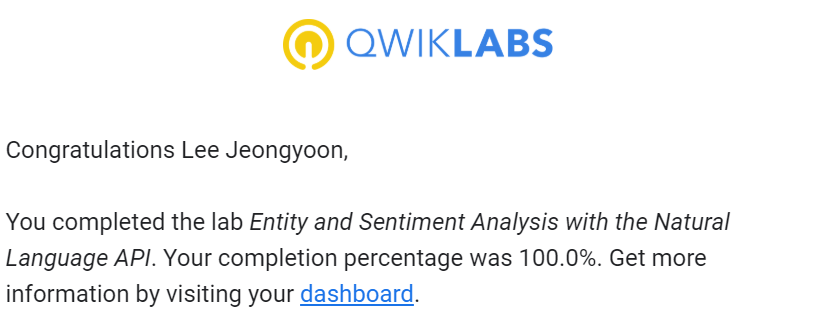 QWIKLABS
Congratulations Lee Jeongyoon,
You completed the lab Entity and Sentiment Analysis with the Natural
Language API. Your completion percentage was 100.0%. Get more
information by visiting your dashboard.